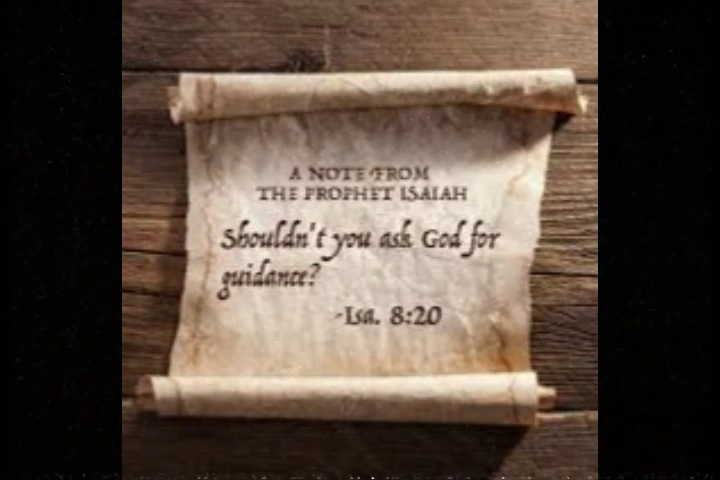 A NOTE FROM
THE PROPHET ISAIAH
Shouldn't you ask God for
guidance?
-Isa. 8:20